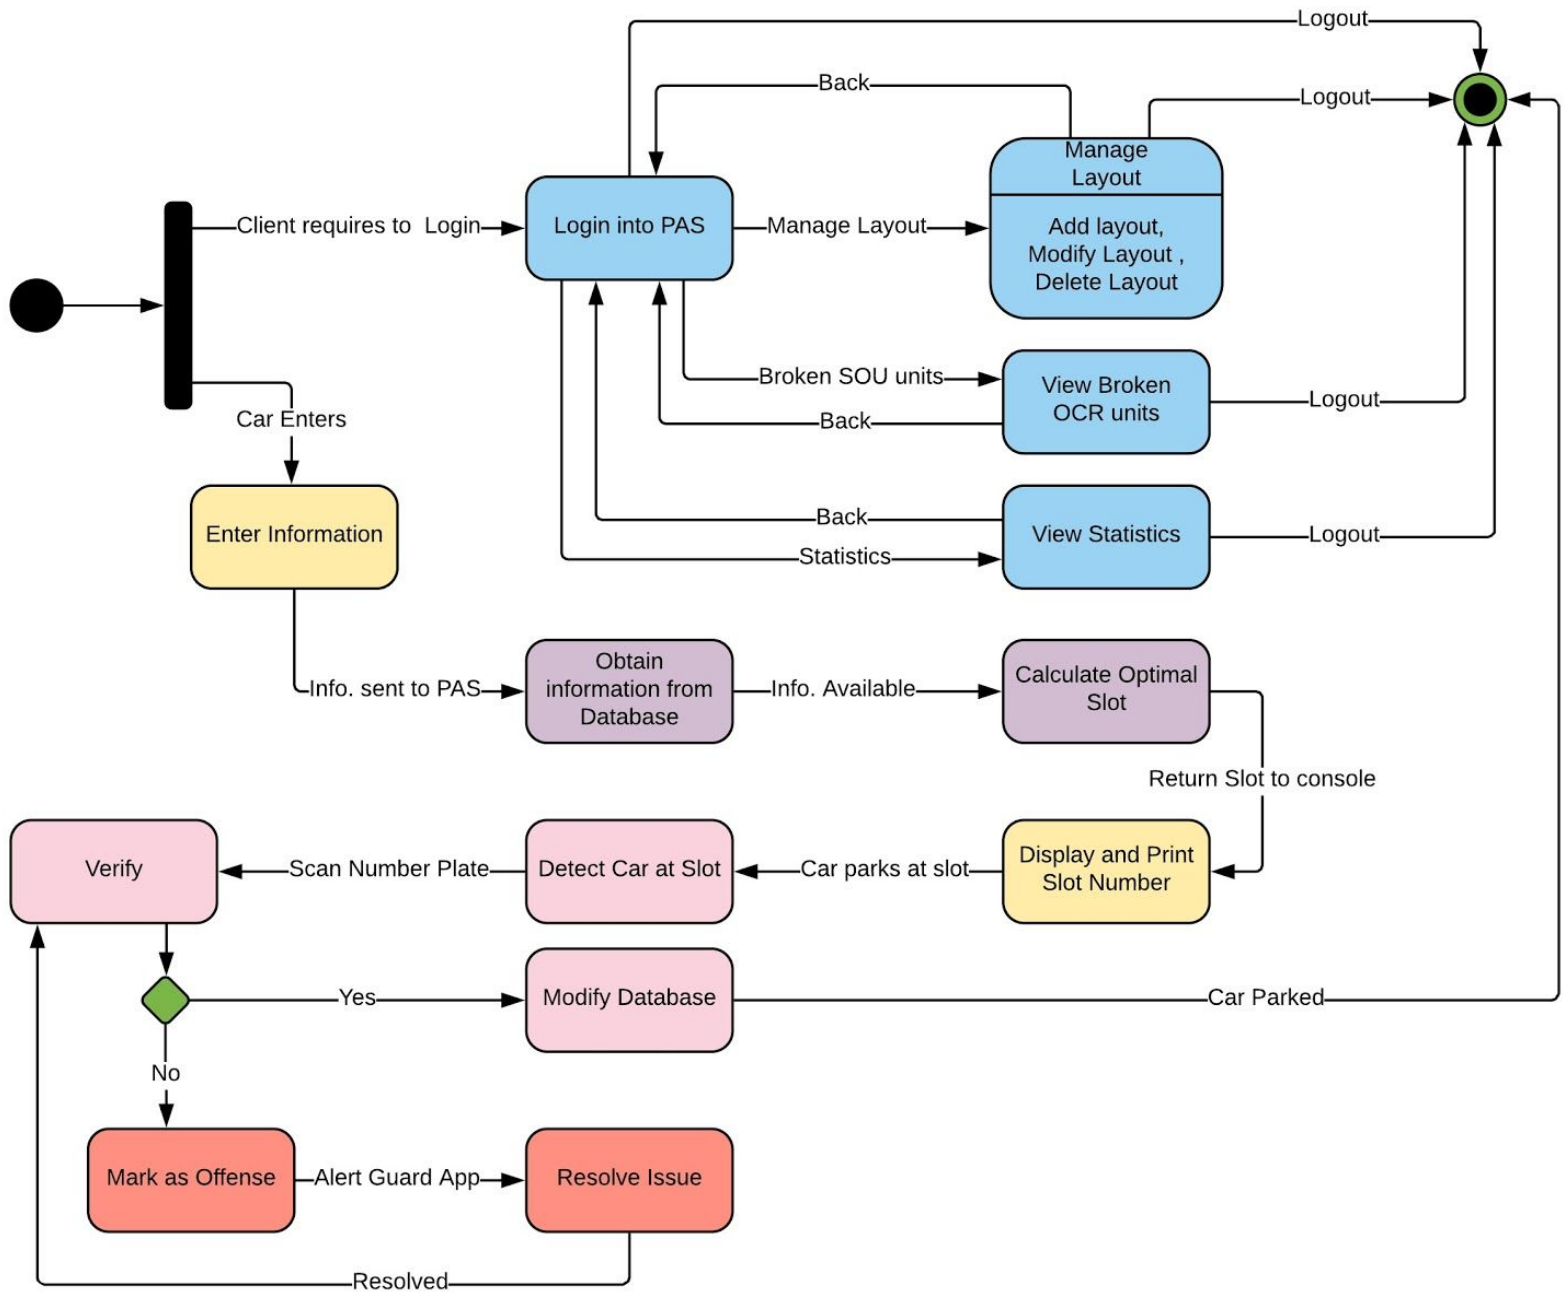 Logout
Back
Logout
Manage
Layout
Client requires to  Login
Login into PAS
Manage Layout
Add layout,
Modify Layout ,
Delete Layout
Broken SOU units
View Broken
OCR units
Logout
Back
Car Enters
Enter Information
Back
View Statistics
Logout
Statistics
Info. sent to PAS
Obtain
information from
Database
Info. Available
Calculate Optimal
Slot
Return Slot to console
Verify
Scan Number Plate
Detect Car at Slot
Car parks at slot
Display and Print
Slot Number
Yes
Modify Database
Car Parked
No
Mark as Offense
Alert Guard App
Resolve Issue
Resolved